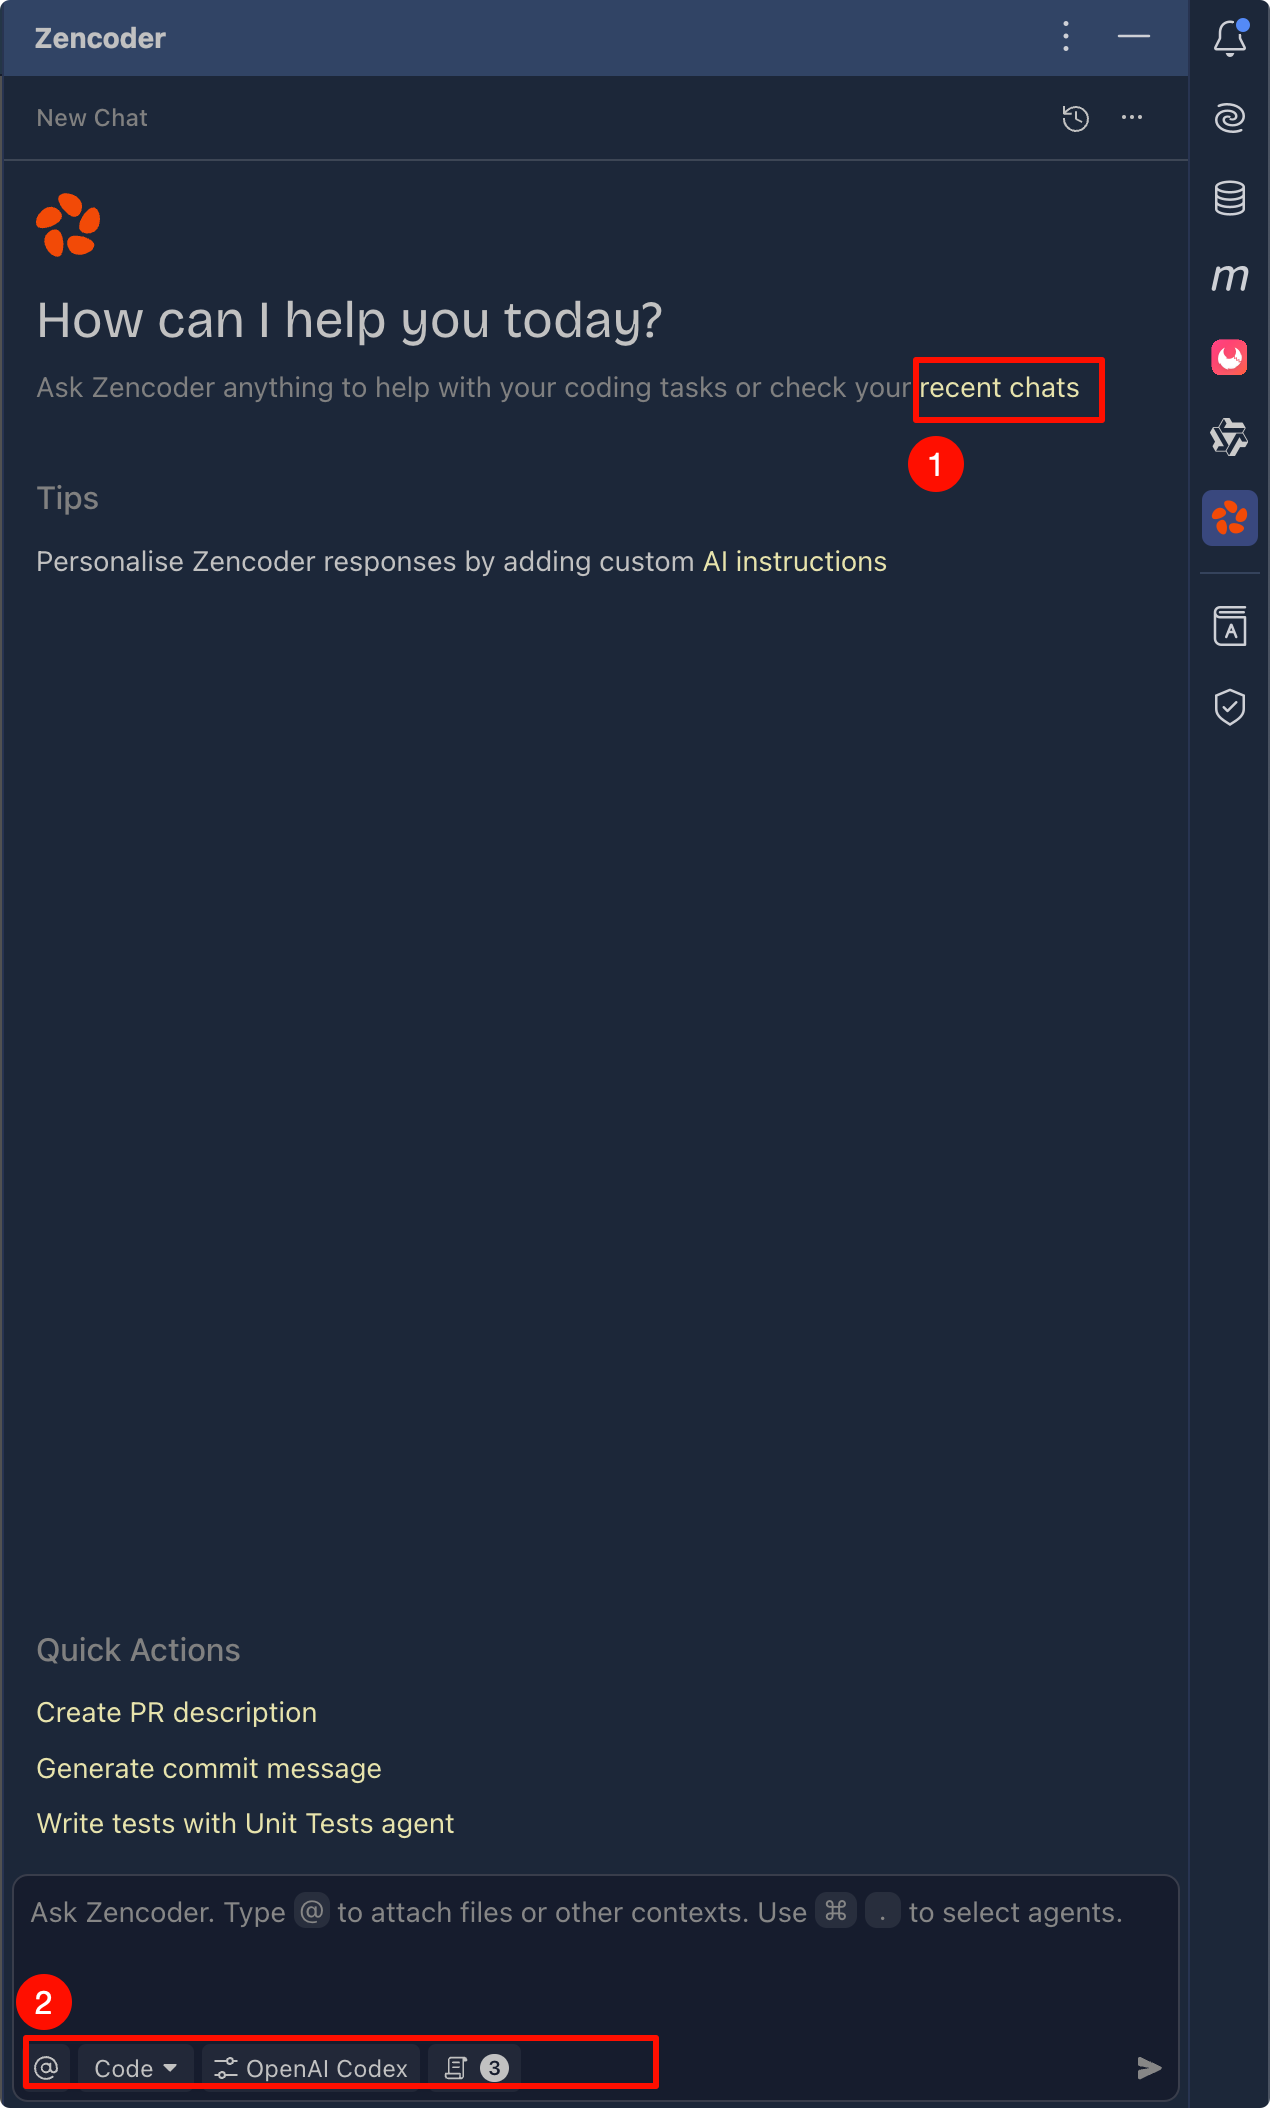 Zencoder
New Chat
How can I help you today?
Ask Zencoder anything to help with your coding tasks or check your recent chats
1
Tips
Personalise Zencoder responses by adding custom AI instructions
Quick Actions
Create PR description
Generate commit message
Write tests with Unit Tests agent
Ask Zencoder. Type @ to attach files or other contexts. Use ⌘ . to select agents.
2
@ Code OpenAI Codex 3
m
A